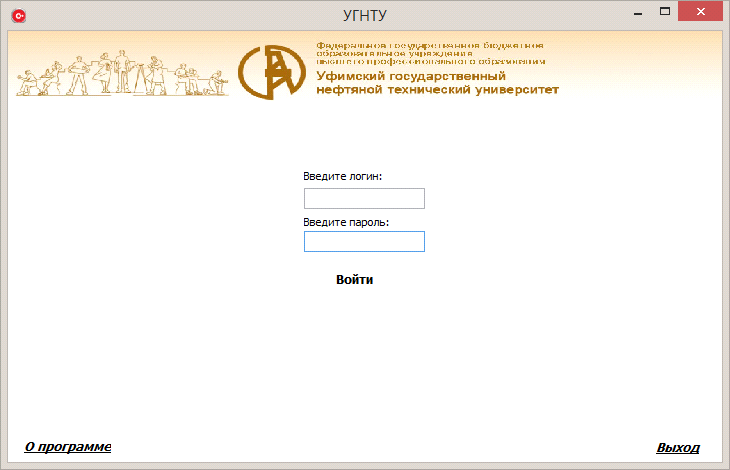 УГНТУ
Федеральное государственное бюджетное
образовательное учреждение
высшего профессионального образования
Уфимский государственный
нефтяной технический университет
Введите логин:
Введите пароль:
Войти
О программе
Выход